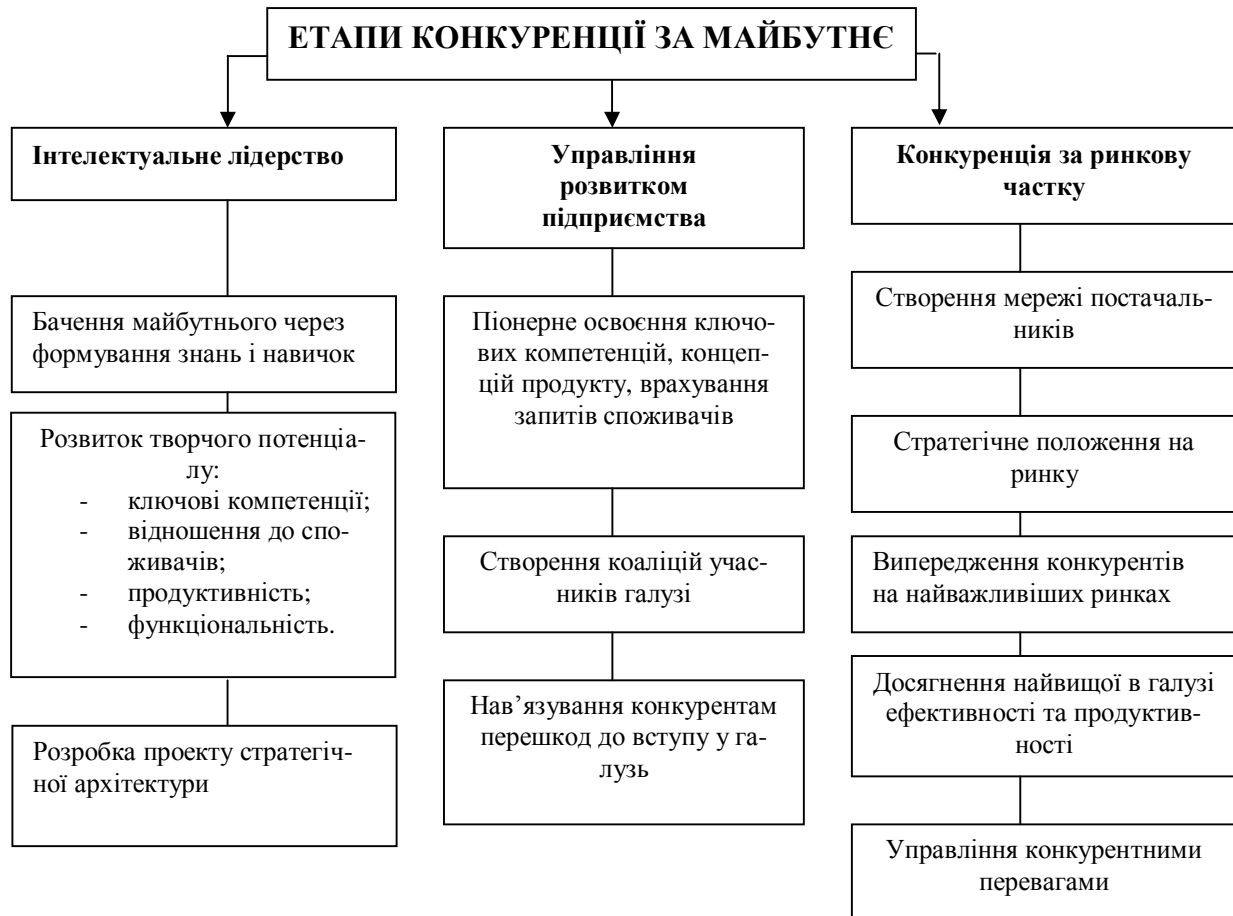 ЕТАПИ КОНКУРЕНЦІЇ ЗА МАЙБУТНЄ
Інтелектуальне лідерство
Бачення майбутнього через
формування знань і навичок
Розвиток творчого потенціа-
лу:
- ключові компетенції;
- відношення до спо-
живачів;
- продуктивність;
- функціональність.
Розробка проекту стратегіч-
ної архітектури
Управління
розвитком
підприємства
Піонерне освоєння ключо-
вих компетенцій, концеп-
цій продукту, врахування
запитів споживачів
Створення коаліцій учас-
ників галузі
Нав’язування конкурентам
перешкод до вступу у га-
лузь
Конкуренція за ринкову
частку
Створення мережі постачаль-
ників
Стратегічне положення на
ринку
Випередження конкурентів
на найважливіших ринках
Досягнення найвищої в галузі
ефективності та продуктив-
ності
Управління конкурентними
перевагами